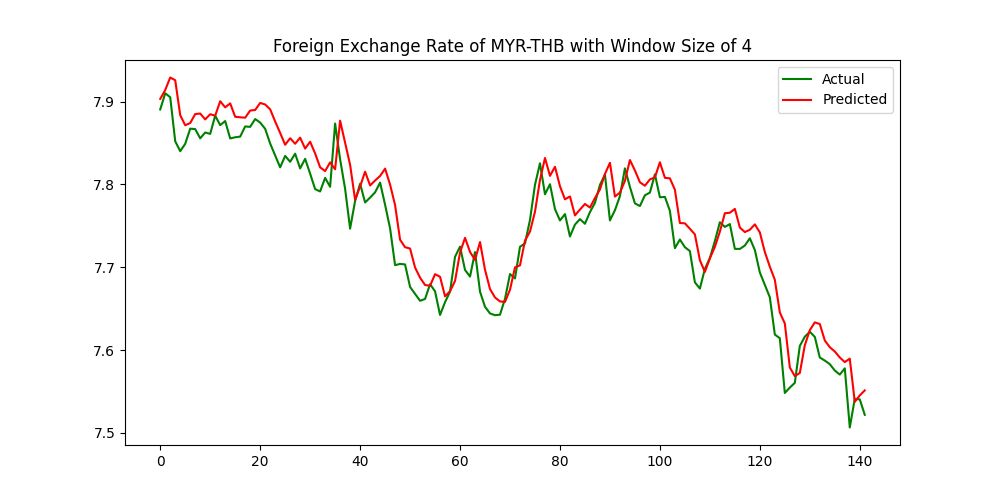 Foreign Exchange Rate of MYR-THB with Window Size of 4
Actual
Predicted
7.9
7.8
7.7
7.6
7.5
0 20 40 60 80 100 120 140